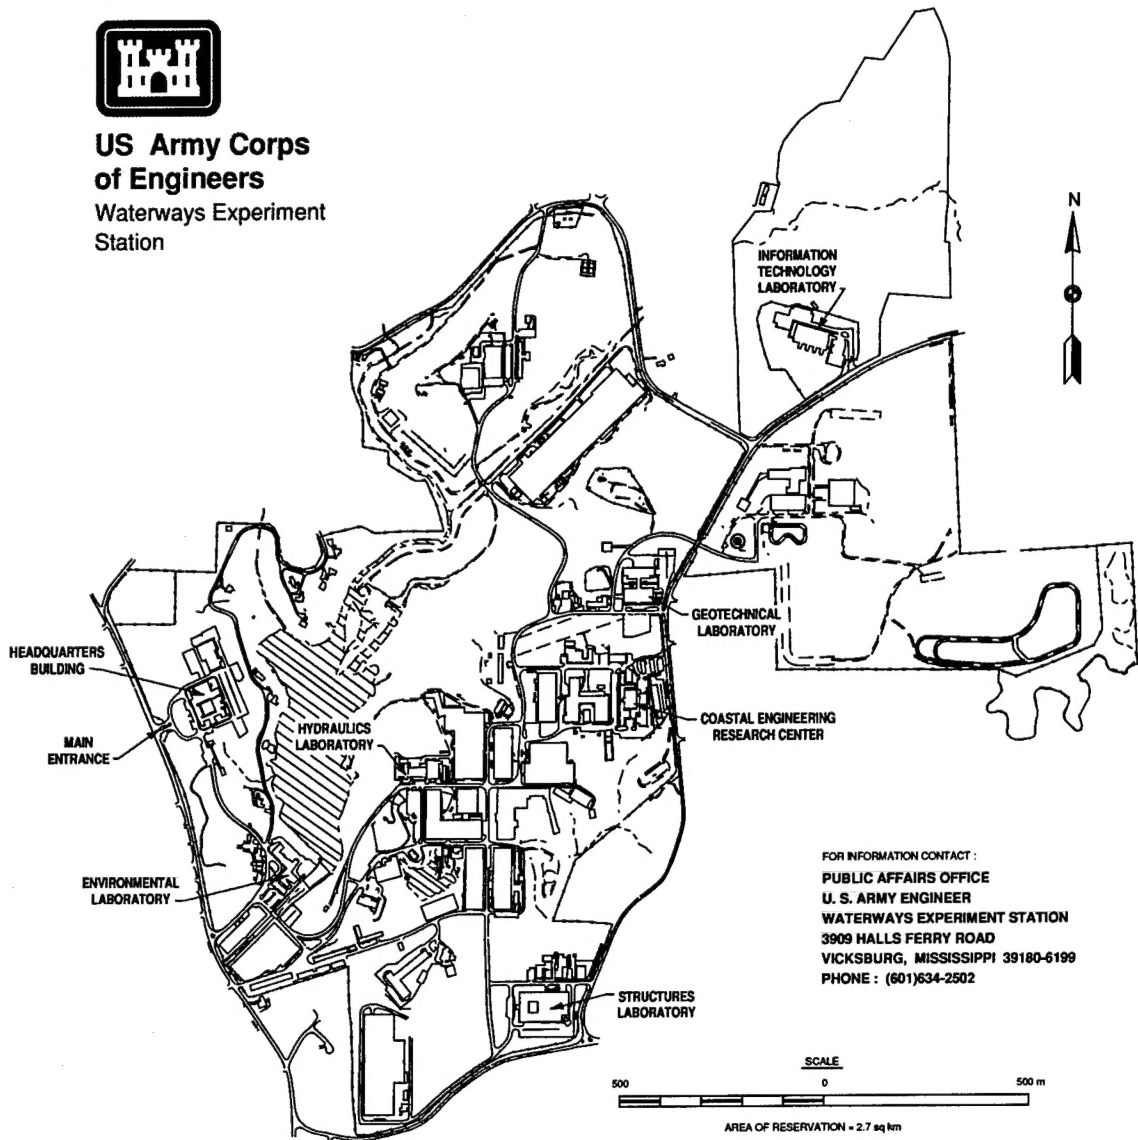 US Army Corps
of Engineers
Waterways Experiment
Station
N
INFORMATION
TECHNOLOGY
LABORATORY
GEOTECHNICAL
LABORATORY
HEADQUARTERS
BUILDING
MAIN
ENTRANCE
HYDRAULICS
LABORATORY
COASTAL ENGINEERING
RESEARCH CENTER
ENVIRONMENTAL
LABORATORY
STRUCTURES
LABORATORY
FOR INFORMATION CONTACT :
PUBLIC AFFAIRS OFFICE
U. S. ARMY ENGINEER
WATERWAYS EXPERIMENT STATION
3909 HALLS FERRY ROAD
VICKSBURG, MISSISSIPPI 39180-6199
PHONE : (601)634-2502
SCALE
500 0 500 m
AREA OF RESERVATION = 2.7 sq km